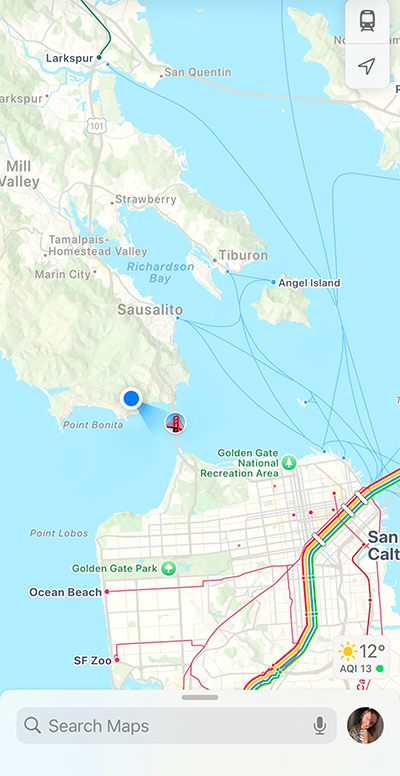 Larkspur
San Quentin
arkspur
101
Mill
Valley
Strawberry
Tamalpais-
Homestead Valley
Marin City
Richardson
Bay
Tiburon
Angel Island
Sausalito
Point Bonita
Golden Gate
National
Recreation Area
Point Lobos
San
Calt
Golden Gate Park
Ocean Beach
SF Zoo
12°
AQI 13
Search Maps